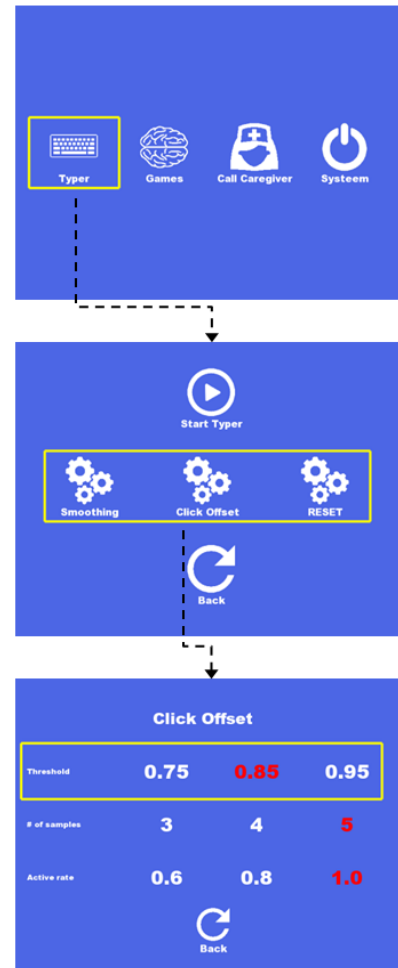 Typer Games Call Caregiver Systeem
Start Typer
Smoothing Click Offset RESET
Back
Click Offset
Threshold 0.75 0.85 0.95
# of samples 3 4 5
Active rate 0.6 0.8 1.0
Back